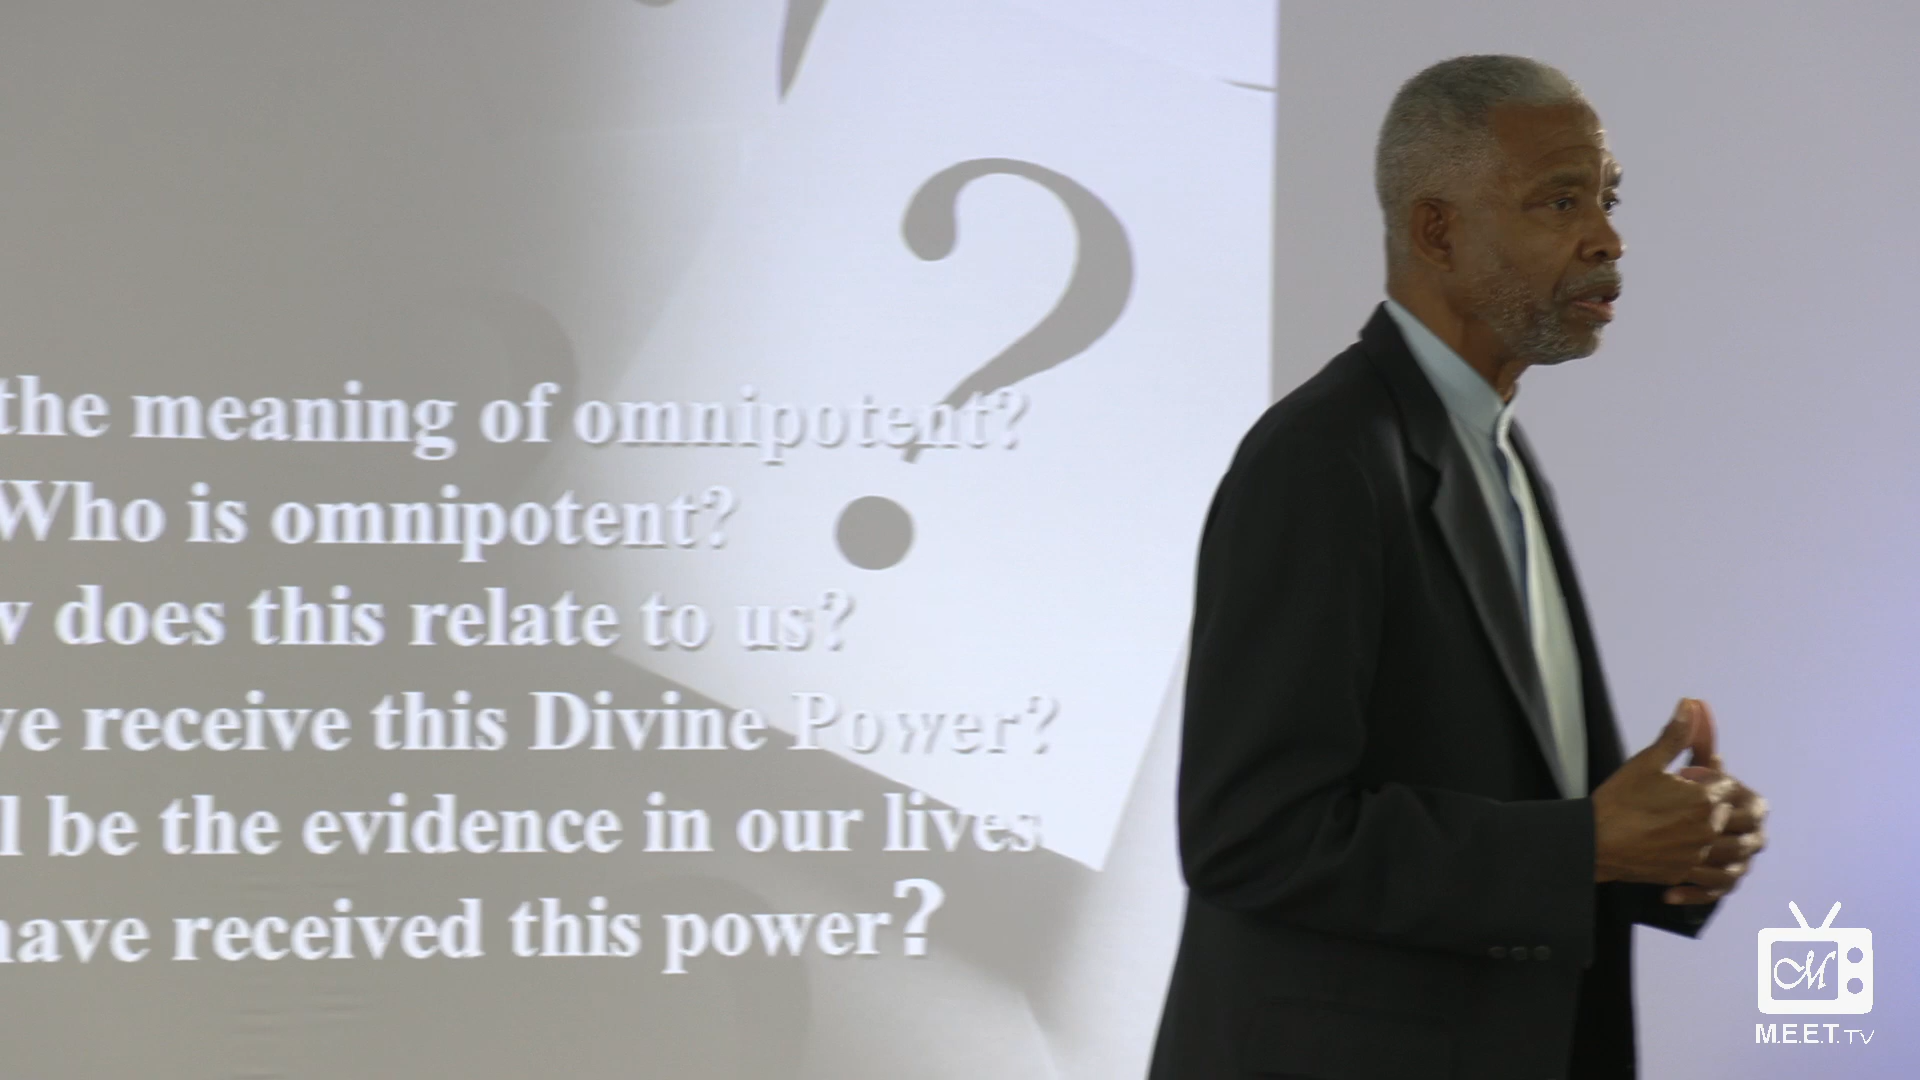 the meaning of omnipotent?
Who is omnipotent?
does this relate to us?
receive this Divine Power?
be the evidence in our lives
have received this power?
M
M.E.E.T. TV